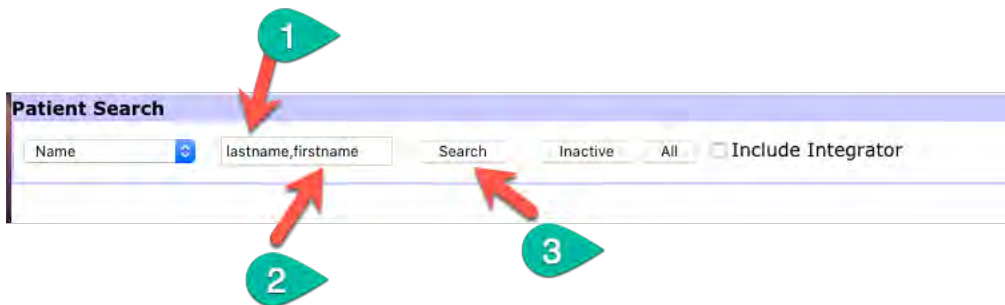 1
Patient Search
Name lastname,firstname Search Inactive All Include Integrator
2
3